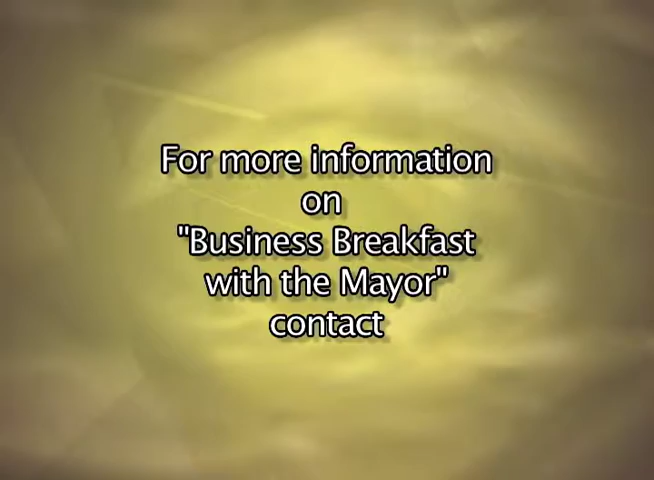 For more information
on
"Business Breakfast
with the Mayor"
contact